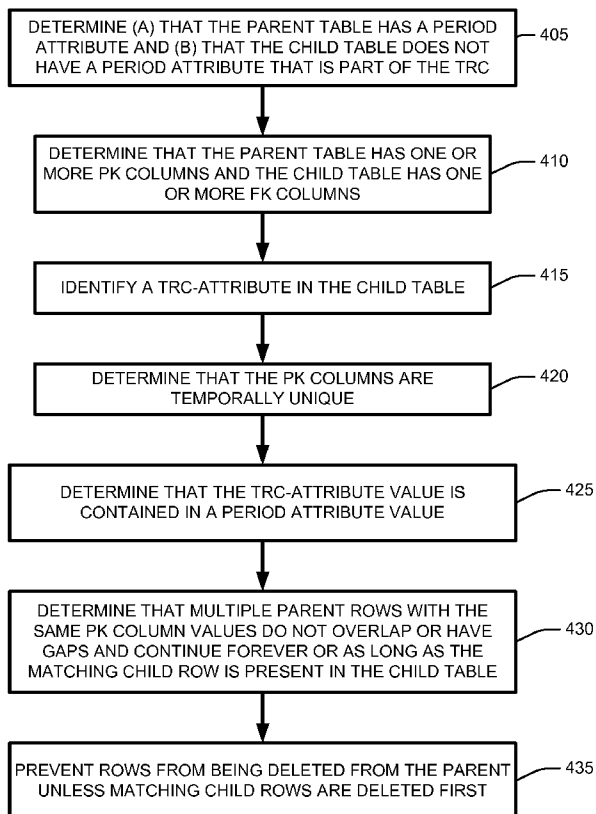 DETERMINE (A) THAT THE PARENT TABLE HAS A PERIOD
ATTRIBUTE AND (B) THAT THE CHILD TABLE DOES NOT
HAVE A PERIOD ATTRIBUTE THAT IS PART OF THE TRC
405
DETERMINE THAT THE PARENT TABLE HAS ONE OR
MORE PK COLUMNS AND THE CHILD TABLE HAS ONE
OR MORE FK COLUMNS
410
IDENTIFY A TRC-ATTRIBUTE IN THE CHILD TABLE
415
DETERMINE THAT THE PK COLUMNS ARE
TEMPORALLY UNIQUE
420
DETERMINE THAT THE TRC-ATTRIBUTE VALUE IS
CONTAINED IN A PERIOD ATTRIBUTE VALUE
425
DETERMINE THAT MULTIPLE PARENT ROWS WITH THE
SAME PK COLUMN VALUES DO NOT OVERLAP OR HAVE
GAPS AND CONTINUE FOREVER OR AS LONG AS THE
MATCHING CHILD ROW IS PRESENT IN THE CHILD TABLE
430
PREVENT ROWS FROM BEING DELETED FROM THE PARENT
UNLESS MATCHING CHILD ROWS ARE DELETED FIRST
435